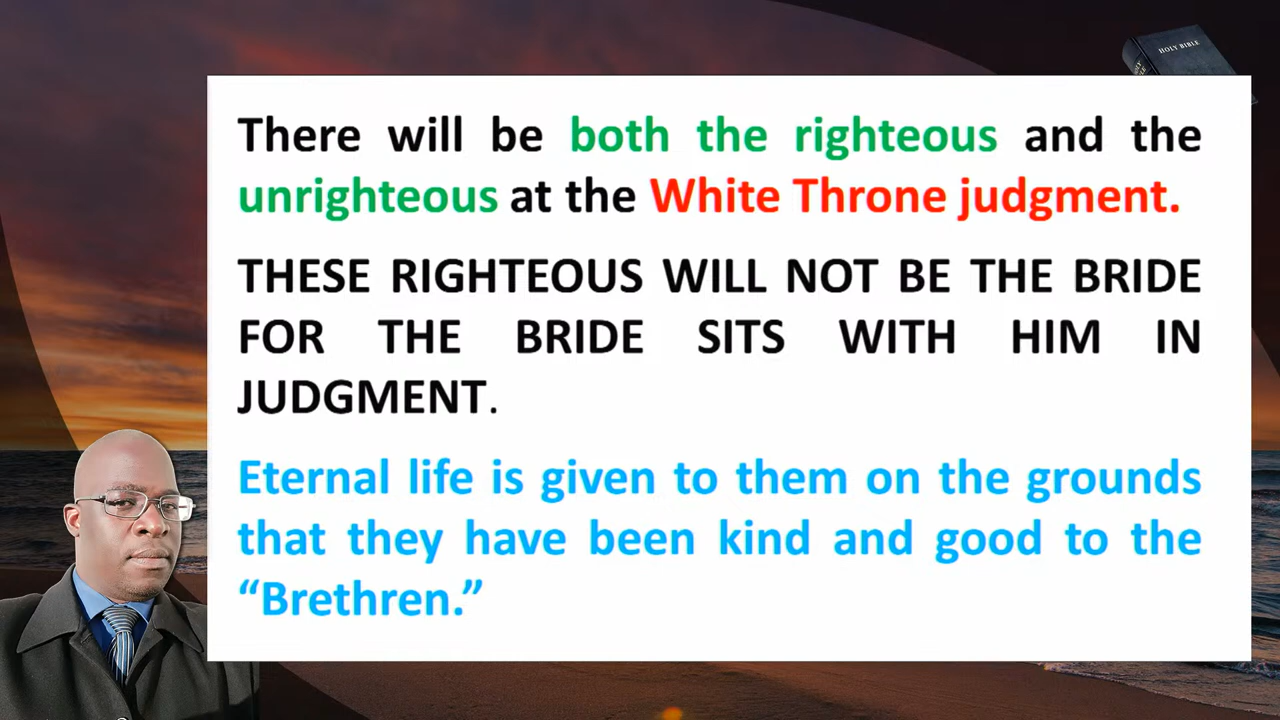 HOLY BIBLE
There will be both the righteous and the
unrighteous at the White Throne judgment.
THESE RIGHTEOUS WILL NOT BE THE BRIDE
FOR THE BRIDE SITS WITH HIM IN
JUDGMENT.
Eternal life is given to them on the grounds
that they have been kind and good to the
“Brethren.”